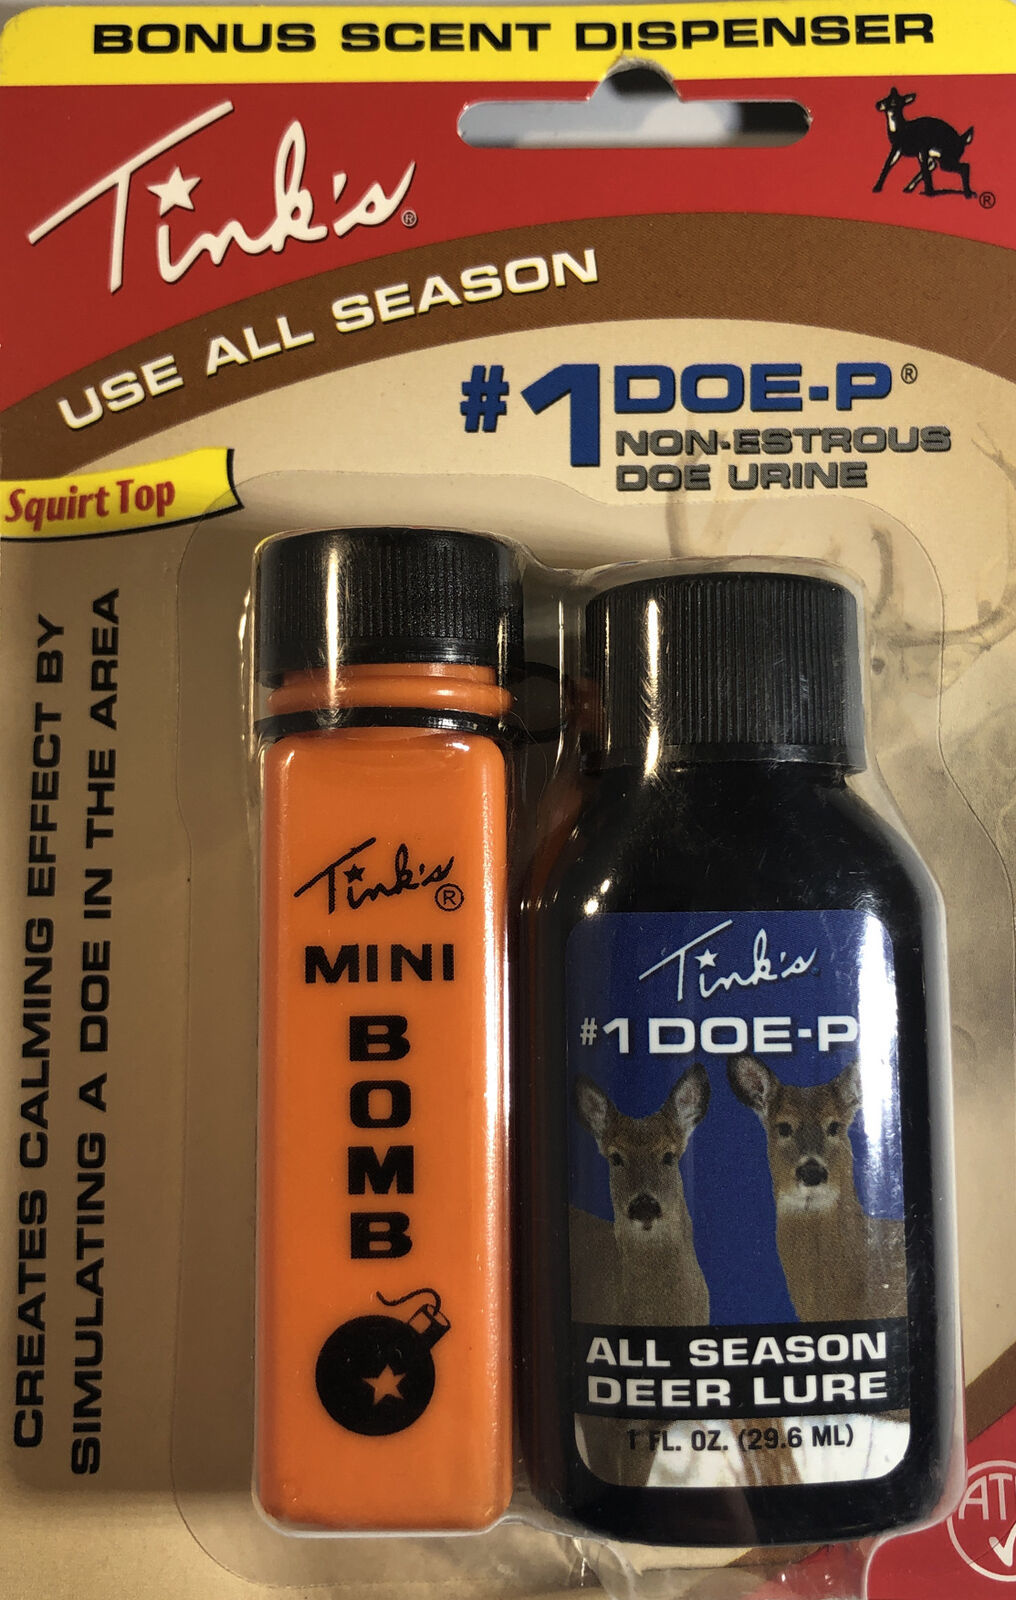 BONUS SCENT DISPENSER
Tink's®
®
USE ALL SEASON
#1 DOE-P®
NON-ESTROUS
DOE URINE
Squirt Top
CREATES CALMING EFFECT BY
SIMULATING A DOE IN THE AREA
Tink's®
MINI
BOMB
Tink's
#1 DOE-P
ALL SEASON
DEER LURE
1 FL. OZ. (29.6 ML)